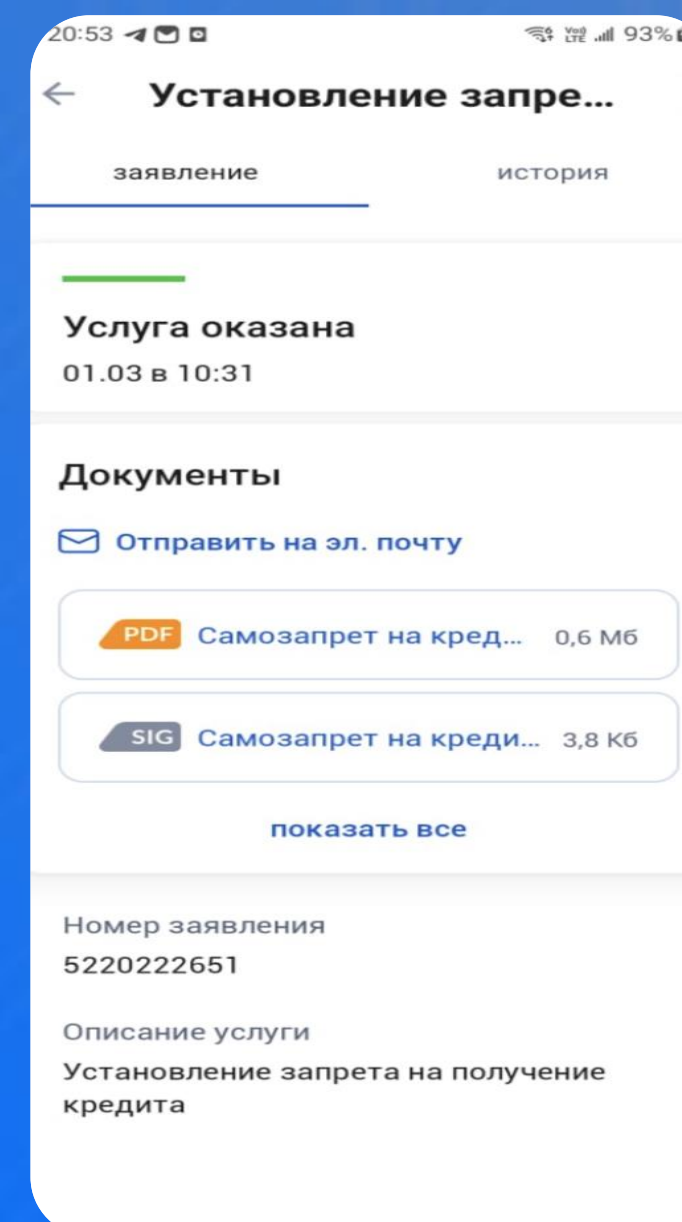 20:53 93%
Установление запре...
заявление история
Услуга оказана
01.03 в 10:31
Документы
Отправить на эл. почту
PDF Самозапрет на кред... 0,6 Мб
SIG Самозапрет на креди... 3,8 Кб
показать все
Номер заявления
5220222651
Описание услуги
Установление запрета на получение
кредита